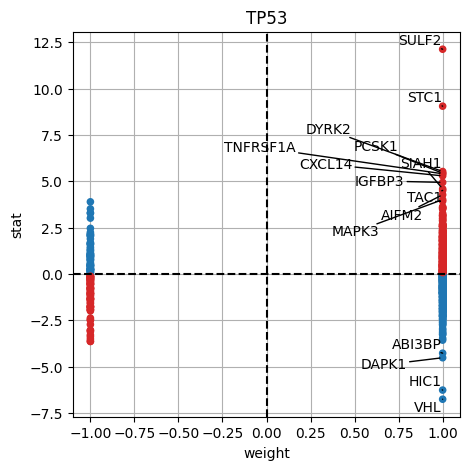 TP53
SULF2
STC1
DYRK2
PCSK1
TNFRSF1A
CXCL14
SIAH1
IGFBP3
TAC1
AIFM2
MAPK3
ABI3BP
DAPK1
HIC1
VHL
stat
12.5
10.0
7.5
5.0
2.5
0.0
−2.5
−5.0
−7.5
−1.00 −0.75 −0.50 −0.25 0.00 0.25 0.50 0.75 1.00
weight